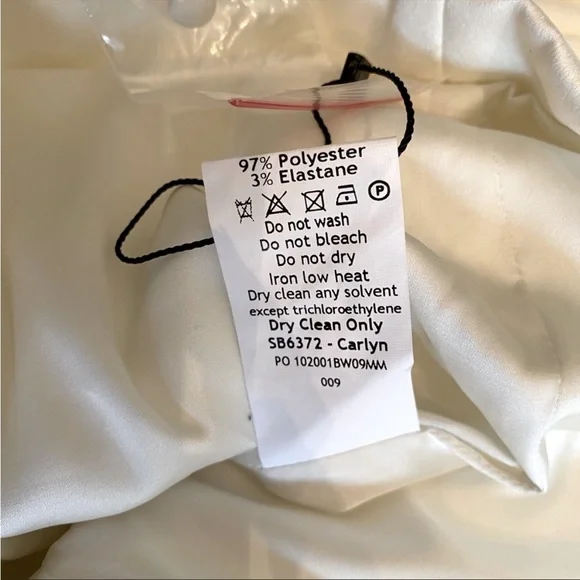 97% Polyester
3% Elastane
P
Do not wash
Do not bleach
Do not dry
Iron low heat
Dry clean any solvent
except trichloroethylene
Dry Clean Only
SB6372 - Carlyn
PO 102001BW09MM
009